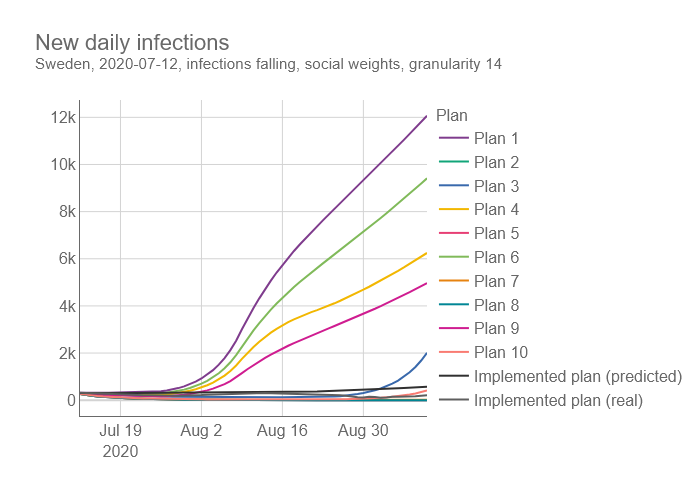 New daily infections
Sweden, 2020-07-12, infections falling, social weights, granularity 14
12k
10k
8k
6k
4k
2k
0
Jul 19
2020
Aug 2
Aug 16
Aug 30
Plan
Plan 1
Plan 2
Plan 3
Plan 4
Plan 5
Plan 6
Plan 7
Plan 8
Plan 9
Plan 10
Implemented plan (predicted)
Implemented plan (real)